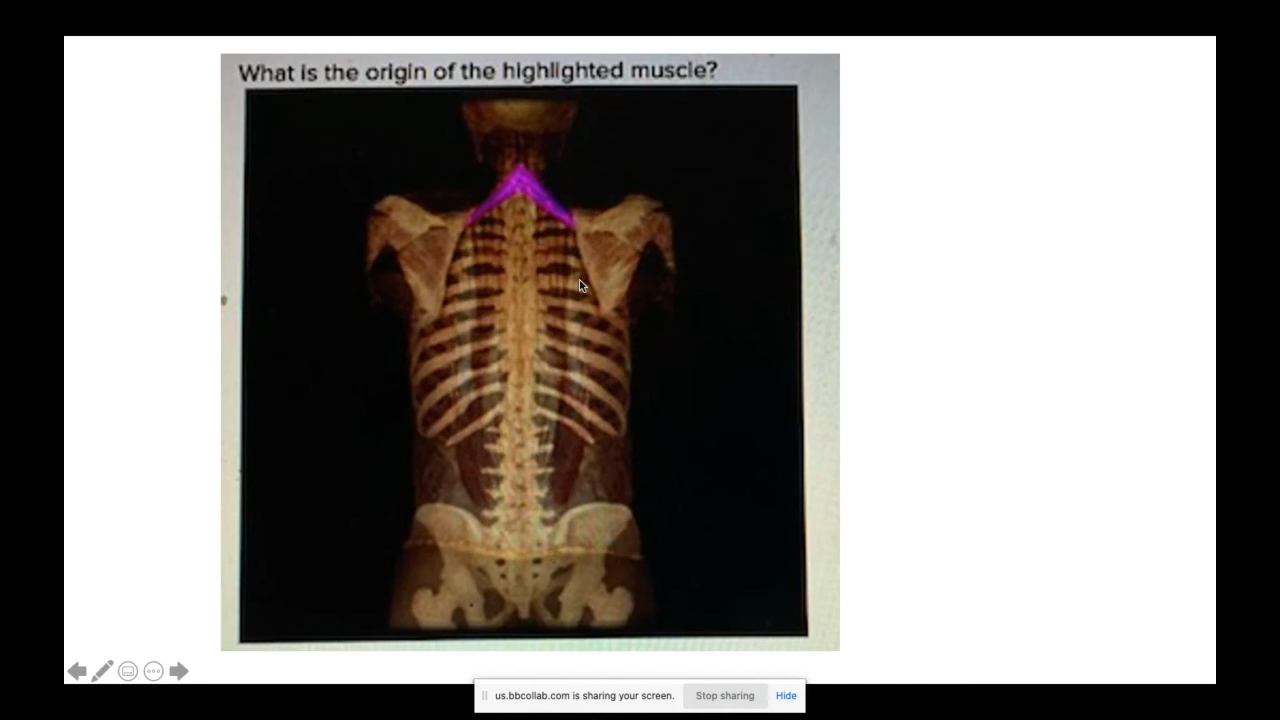 What is the origin of the highlighted muscle?
us.bbcollab.com is sharing your screen.
Stop sharing
Hide